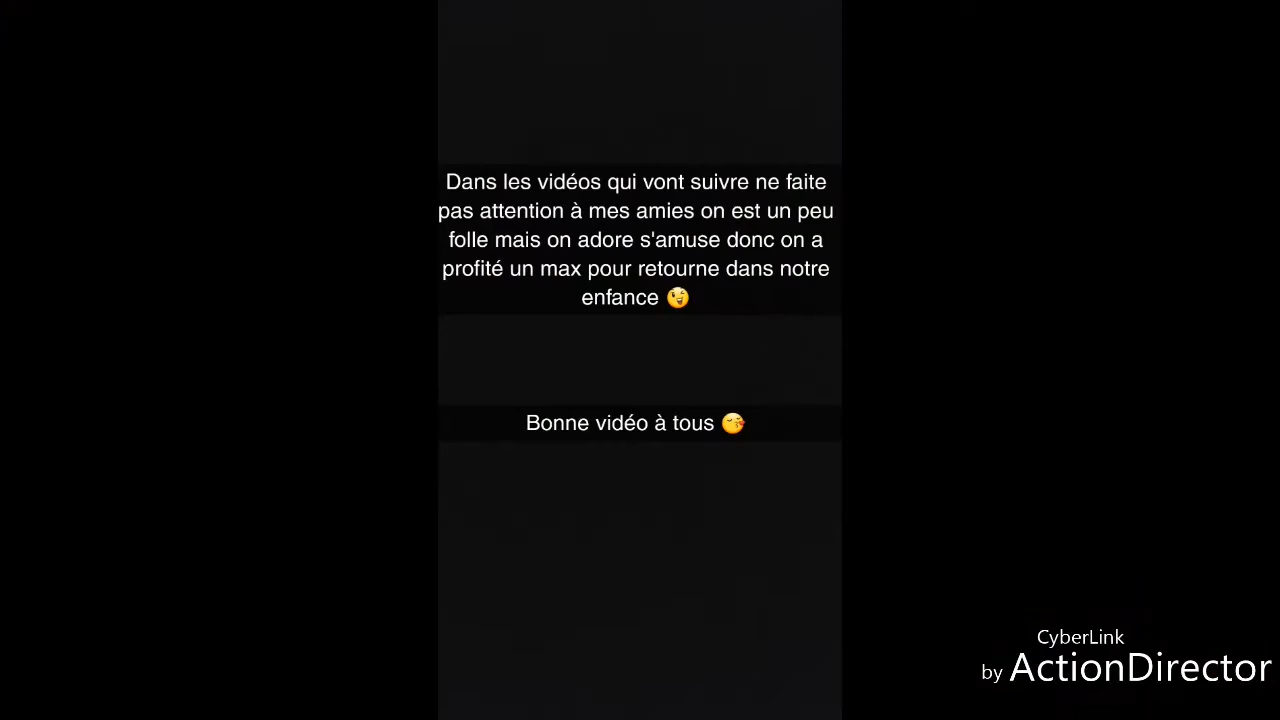 Dans les vidéos qui vont suivre ne faite
pas attention à mes amies on est un peu
folle mais on adore s'amuse donc on a
profité un max pour retourne dans notre
enfance 😉
Bonne vidéo à tous 😘
CyberLink
by ActionDirector